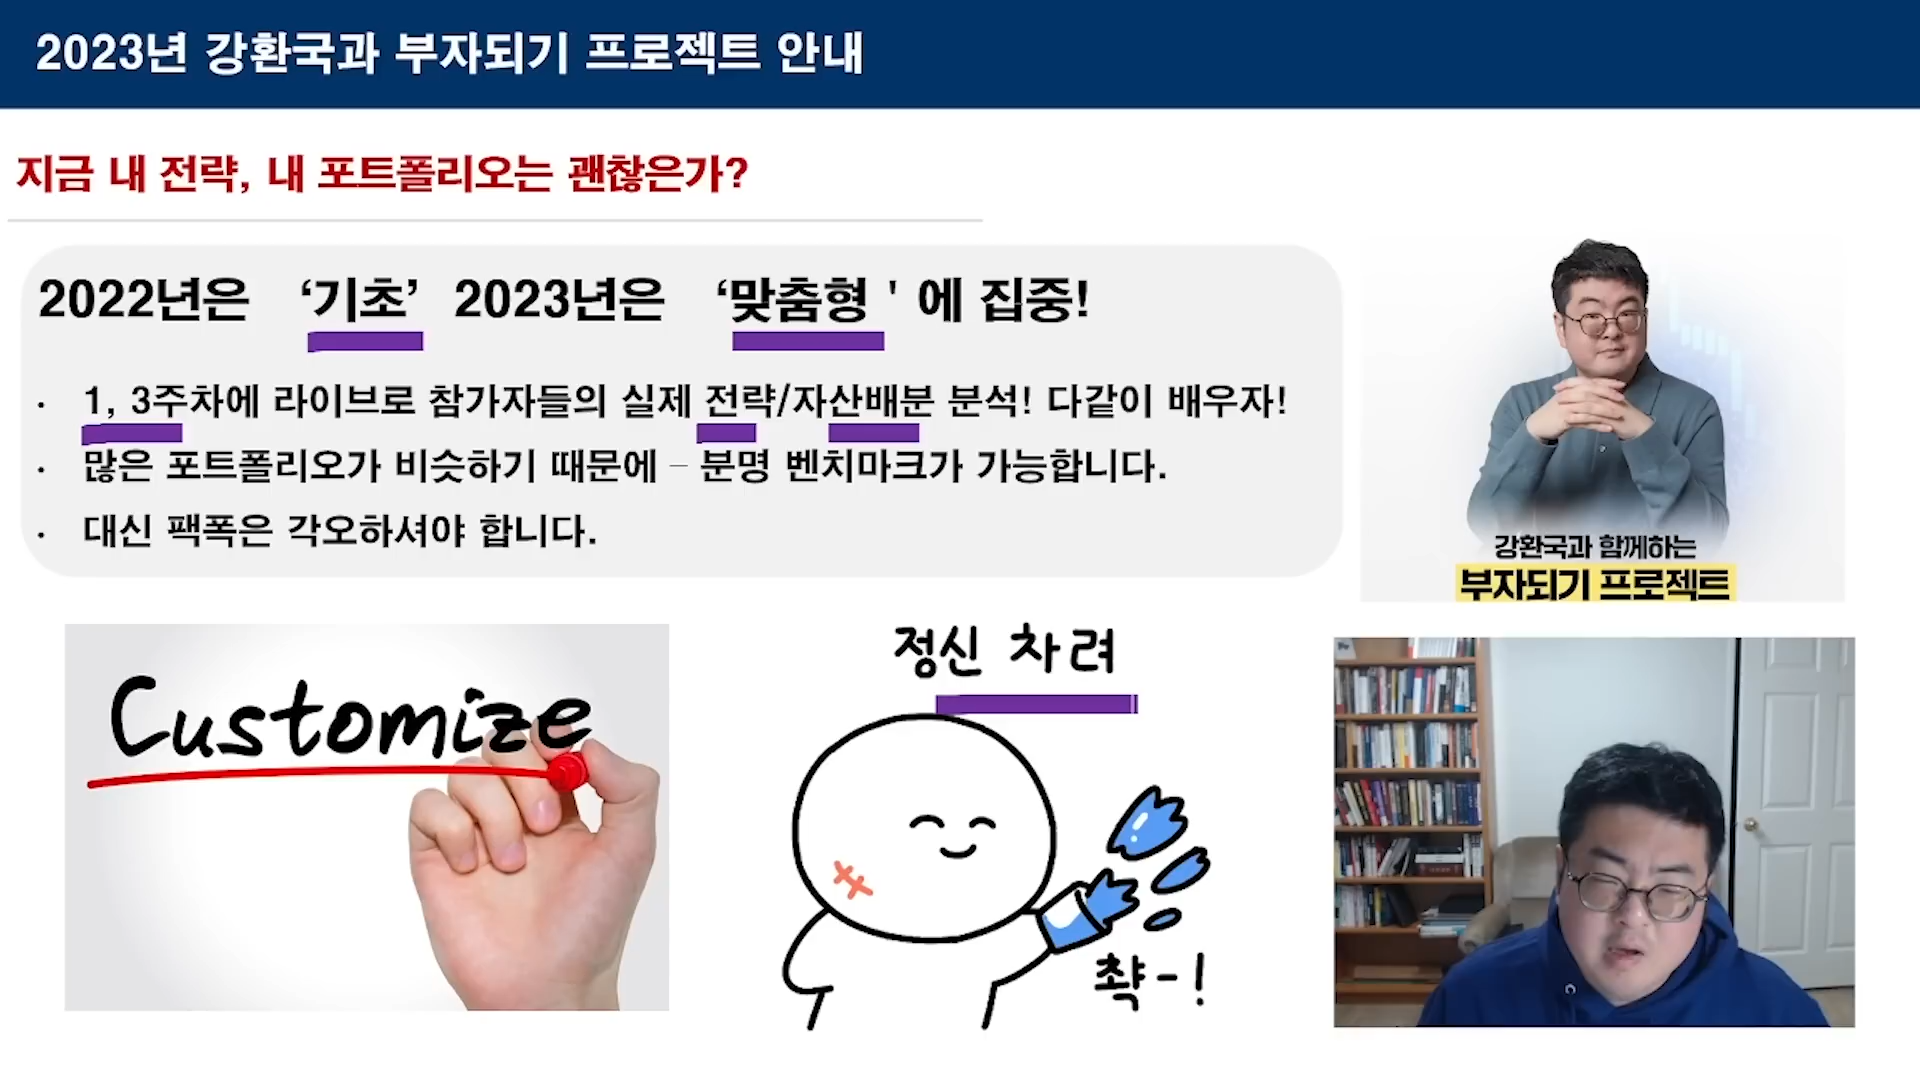 2023년 강환국과 부자되기 프로젝트 안내
지금 내 전략, 내 포트폴리오는 괜찮은가?
2022년은 ‘기초’ 2023년은 ‘맞춤형 ' 에 집중!
· 1, 3주차에 라이브로 참가자들의 실제 전략/자산배분 분석! 다같이 배우자!
· 많은 포트폴리오가 비슷하기 때문에 – 분명 벤치마크가 가능합니다.
· 대신 팩폭은 각오하셔야 합니다.
강환국과 함께하는
부자되기 프로젝트
Customize
정신 차려
촥-!